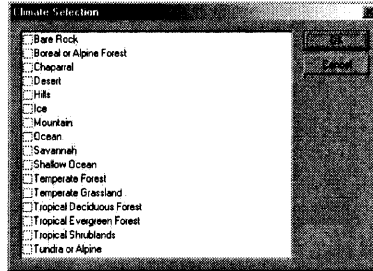 Climate Selection
OK
Cancel
Bare Rock
Boreal or Alpine Forest
Chaparral
Desert
Hills
Ice
Mountain
Ocean
Savannah
Shallow Ocean
Temperate Forest
Temperate Grassland
Tropical Deciduous Forest
Tropical Evergreen Forest
Tropical Shrublands
Tundra or Alpine